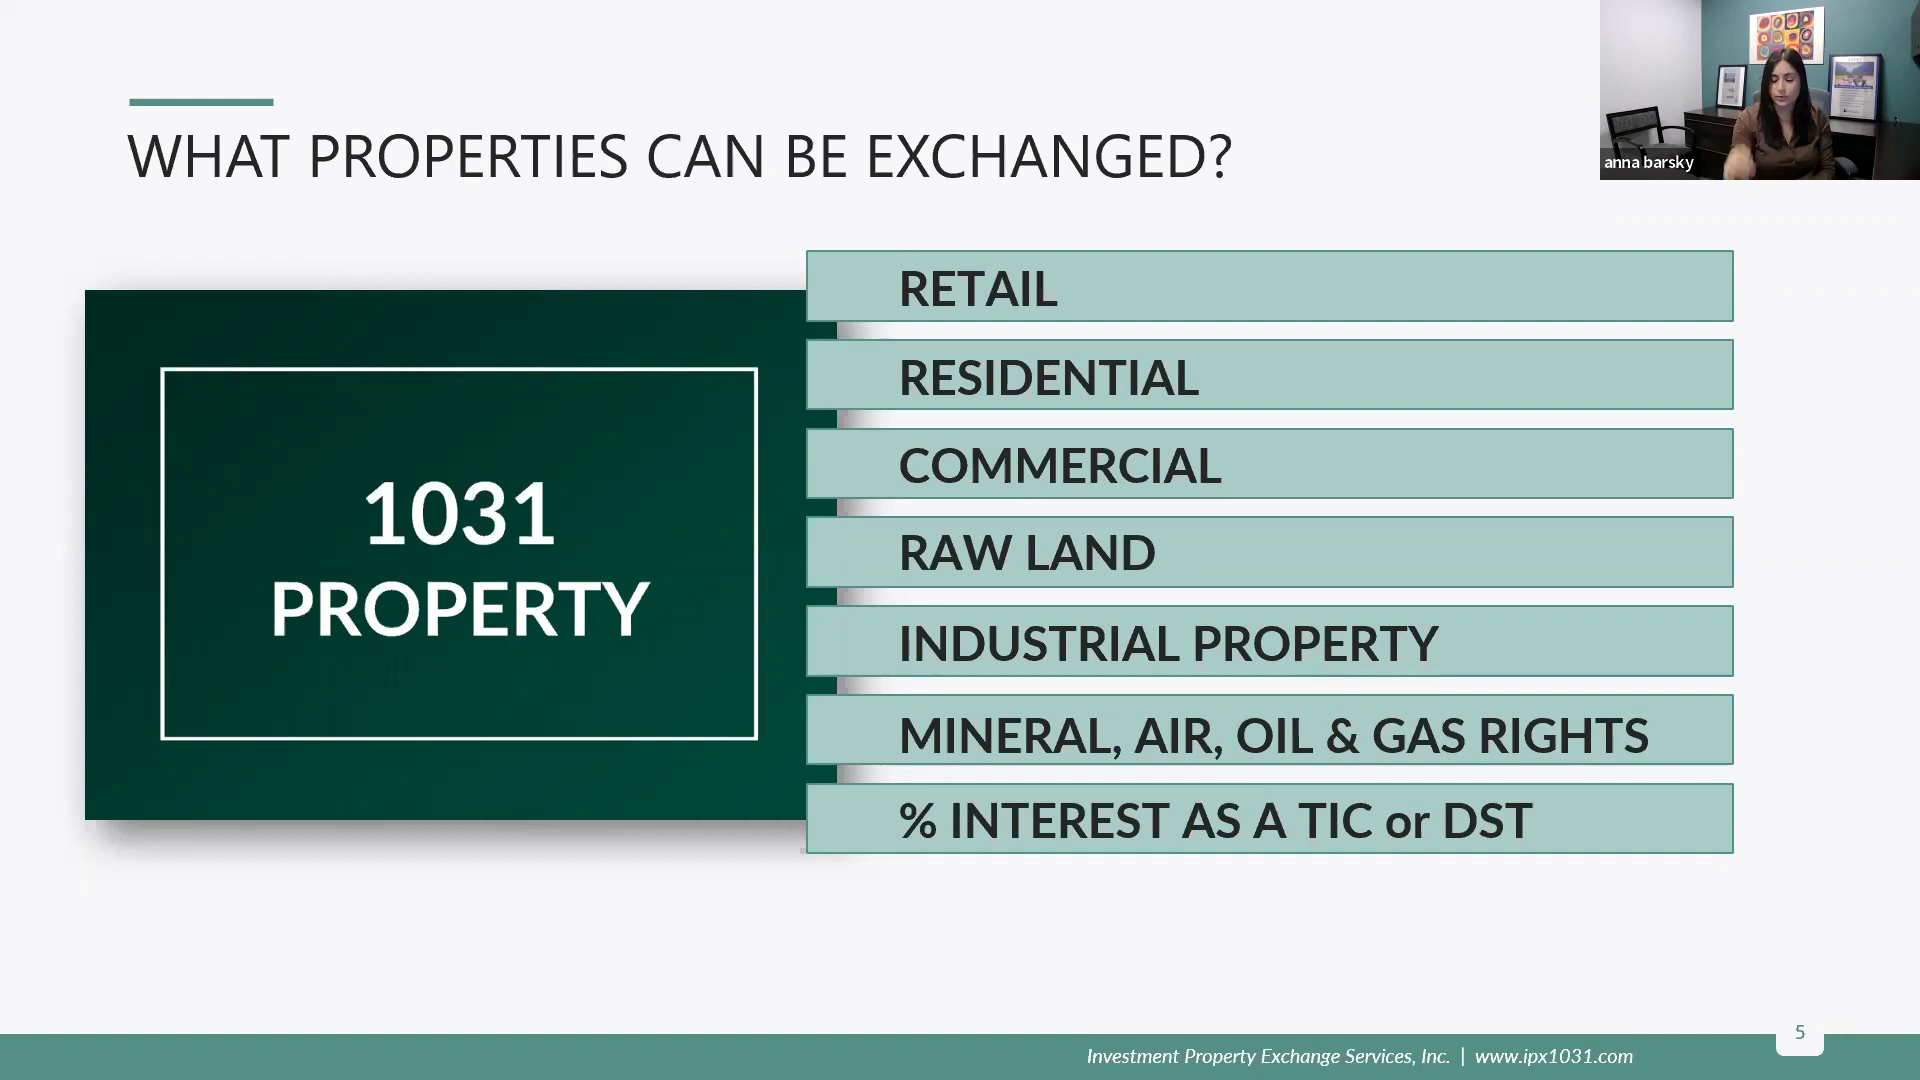 WHAT PROPERTIES CAN BE EXCHANGED?
anna barsky
1031
PROPERTY
RETAIL
RESIDENTIAL
COMMERCIAL
RAW LAND
INDUSTRIAL PROPERTY
MINERAL, AIR, OIL & GAS RIGHTS
% INTEREST AS A TIC or DST
5
Investment Property Exchange Services, Inc. | www.ipx1031.com